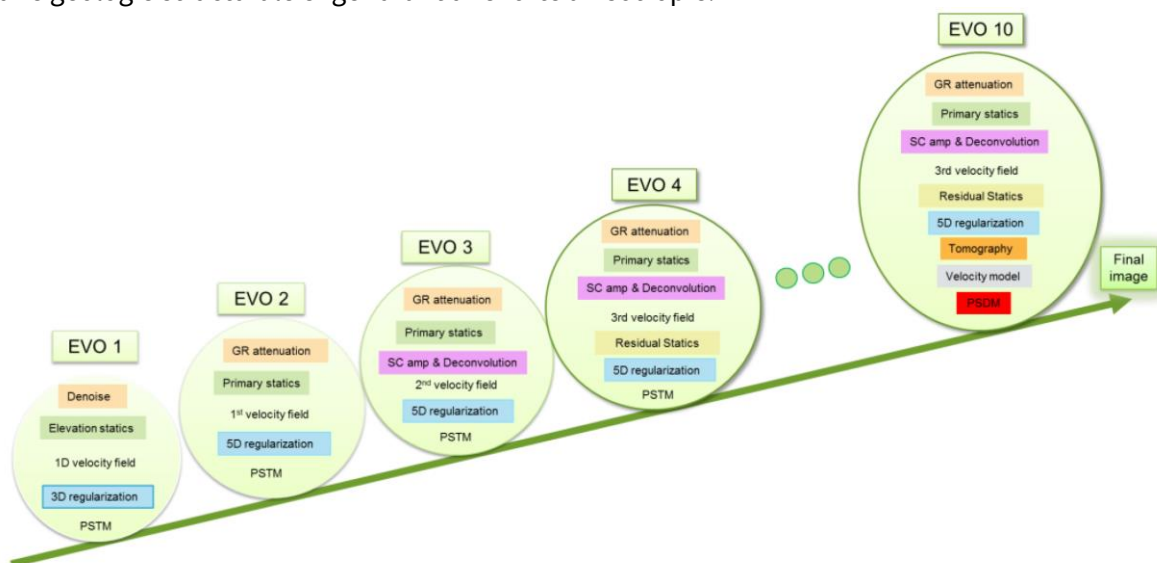 EVO 1
Denoise
Elevation statics
1D velocity field
3D regularization
PSTM
EVO 2
GR attenuation
Primary statics
1st velocity field
5D regularization
PSTM
EVO 3
GR attenuation
Primary statics
SC amp & Deconvolution
2nd velocity field
5D regularization
PSTM
EVO 4
GR attenuation
Primary statics
SC amp & Deconvolution
3rd velocity field
Residual Statics
5D regularization
PSTM
EVO 10
GR attenuation
Primary statics
SC amp & Deconvolution
3rd velocity field
Residual Statics
5D regularization
Tomography
Velocity model
PSDM
Final
image